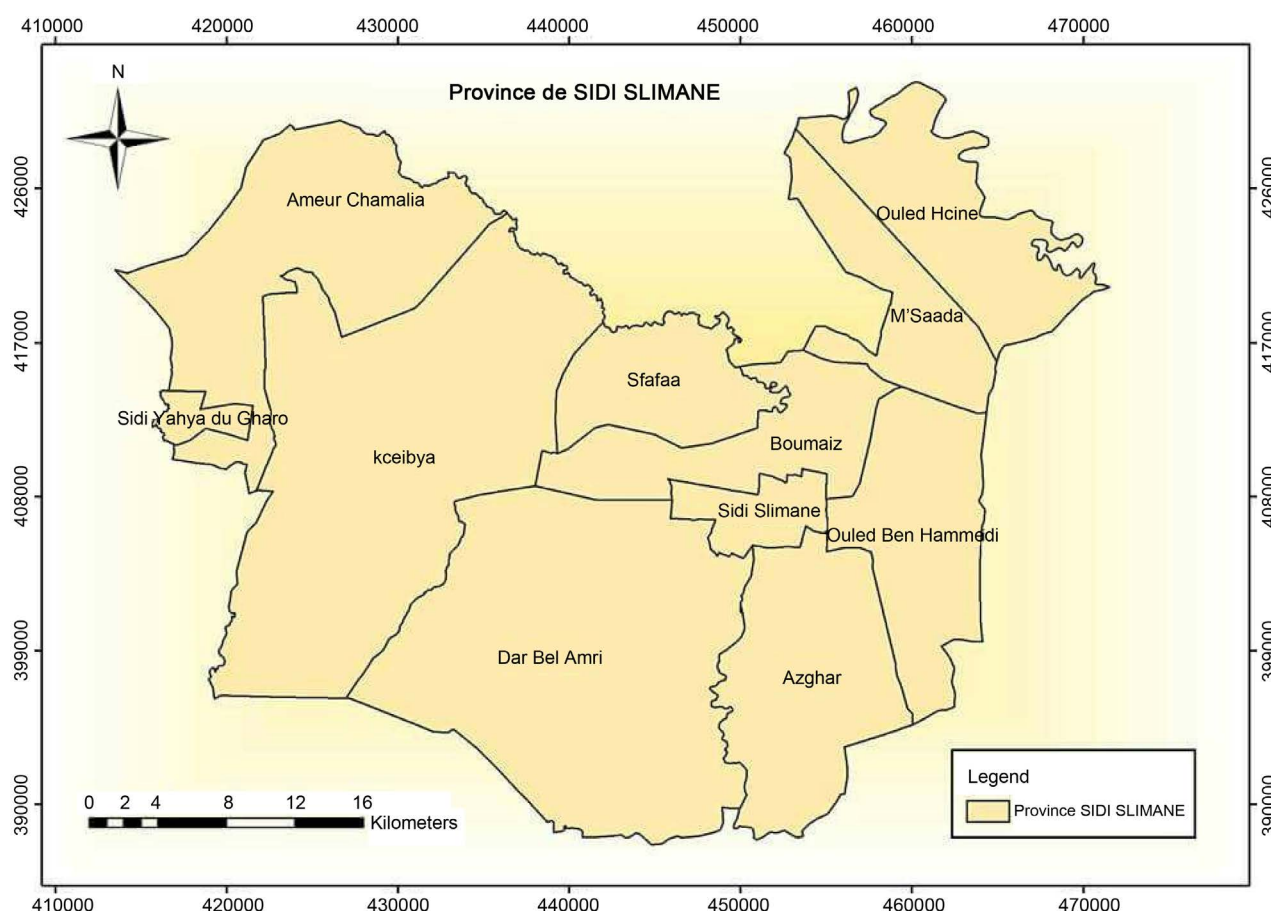 410000 420000 430000 440000 450000 460000 470000
N
Province de SIDI SLIMANE
426000 426000
Ameur Chamalia
Ouled Hcine
M'Saada
417000 417000
Sfafaa
Sidi Yahya du Gharo
Boumaiz
kceibya
408000 408000
Sidi Slimane
Ouled Ben Hammedi
399000 399000
Dar Bel Amri
Azghar
Legend
Province SIDI SLIMANE
390000 390000
0 2 4 8 12 16
Kilometers
410000 420000 430000 440000 450000 460000 470000